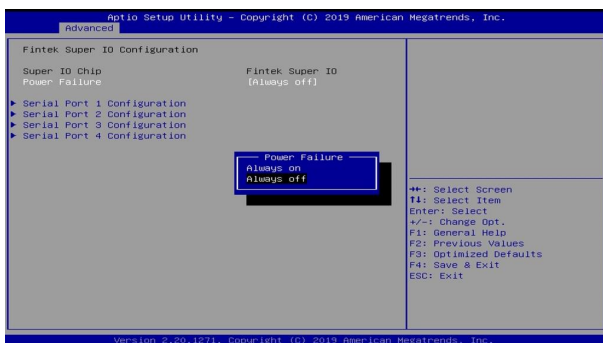 Aptio Setup Utility – Copyright (C) 2019 American Megatrends, Inc.
Advanced
Fintek Super IO Configuration
Super IO Chip Fintek Super IO
Power Failure [Always off]
▶ Serial Port 1 Configuration
▶ Serial Port 2 Configuration
▶ Serial Port 3 Configuration
▶ Serial Port 4 Configuration
Power Failure
Always on
Always off
→←: Select Screen
↑↓: Select Item
Enter: Select
+/-: Change Opt.
F1: General Help
F2: Previous Values
F3: Optimized Defaults
F4: Save & Exit
ESC: Exit
Version 2.20.1271. Copyright (C) 2019 American Megatrends, Inc.